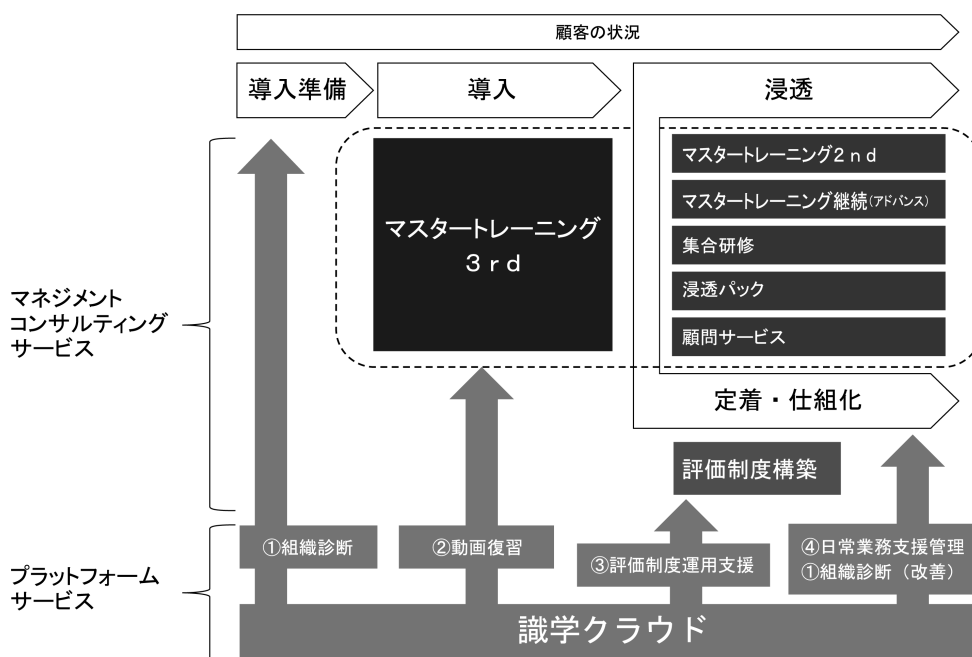 顧客の状況
導入準備
導入
浸透
マスタートレーニング
3rd
マスタートレーニング2nd
マスタートレーニング継続(アドバンス)
集合研修
浸透パック
顧問サービス
マネジメント
コンサルティング
サービス
定着・仕組化
評価制度構築
①組織診断
②動画復習
③評価制度運用支援
④日常業務支援管理
①組織診断（改善）
プラットフォーム
サービス
識学クラウド